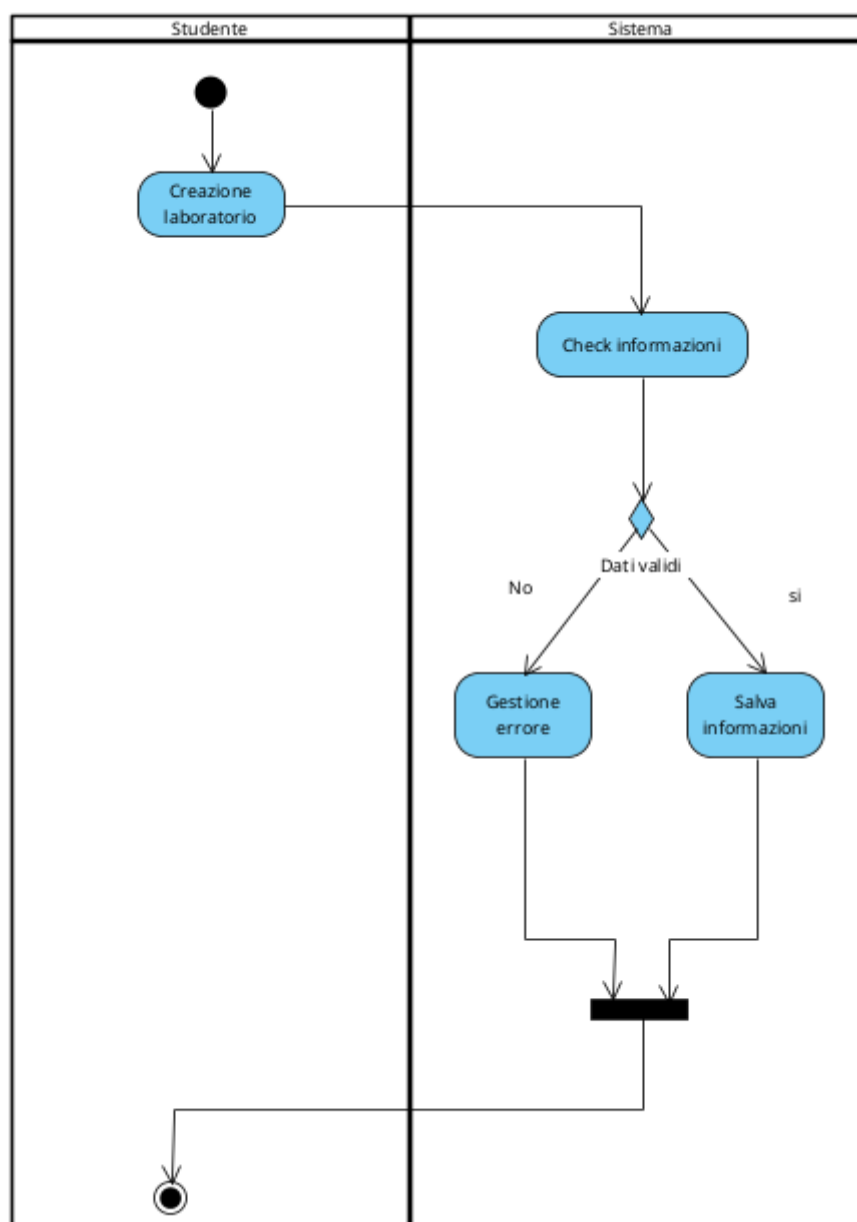 Studente
Sistema
Creazione
laboratorio
Check informazioni
Dati validi
No
si
Gestione
errore
Salva
informazioni